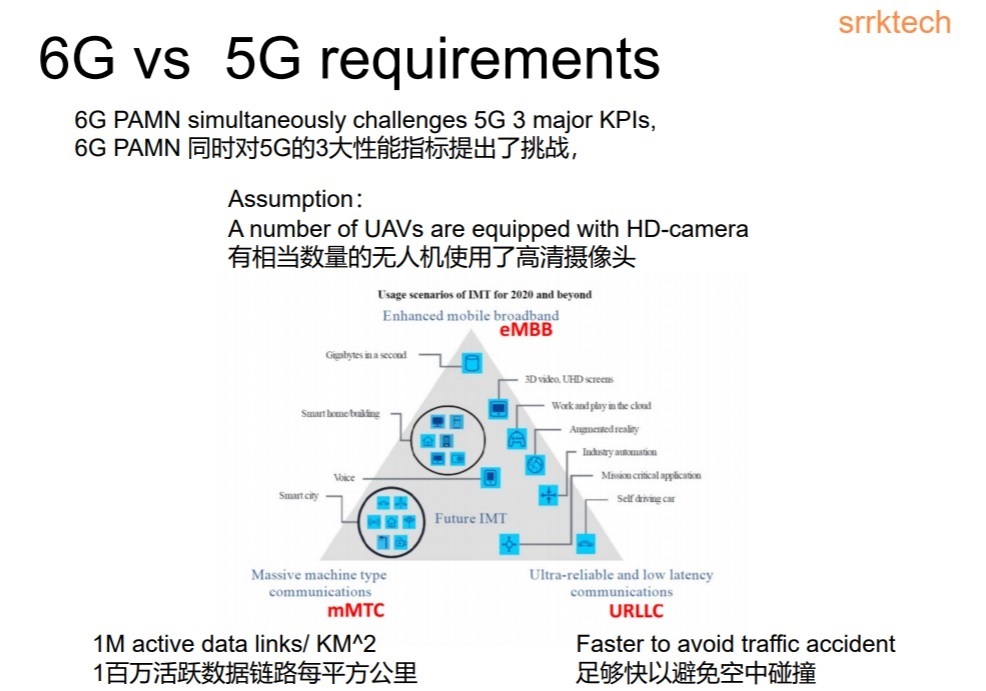 srrktech
6G vs 5G requirements
6G PAMN simultaneously challenges 5G 3 major KPIs,
6G PAMN 同时对5G的3大性能指标提出了挑战，
Assumption：
A number of UAVs are equipped with HD-camera
有相当数量的无人机使用了高清摄像头
Usage scenarios of IMT for 2020 and beyond
Enhanced mobile broadband
eMBB
Gigabytes in a second
3D video, UHD screens
Smart home/building
Work and play in the cloud
Augmented reality
Industry automation
Mission critical application
Voice
Smart city
Self driving car
Future IMT
Massive machine type
communications
mMTC
Ultra-reliable and low latency
communications
URLLC
1M active data links/ KM^2
1百万活跃数据链路每平方公里
Faster to avoid traffic accident
足够快以避免空中碰撞